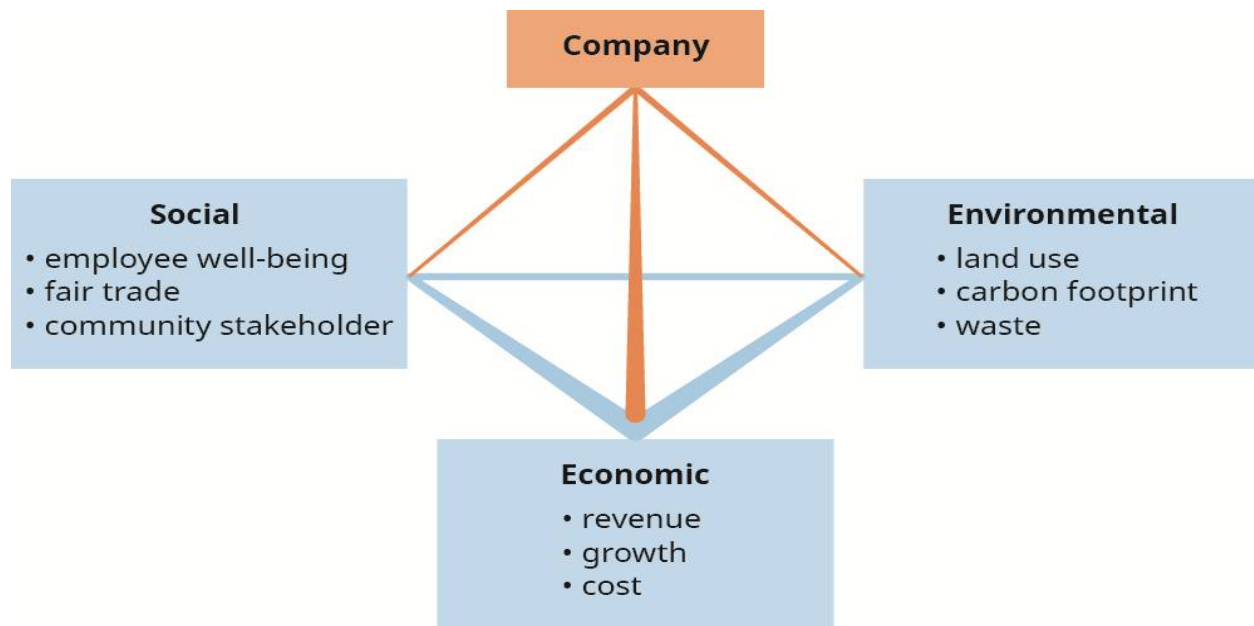 Company
Social
• employee well-being
• fair trade
• community stakeholder
Environmental
• land use
• carbon footprint
• waste
Economic
• revenue
• growth
• cost